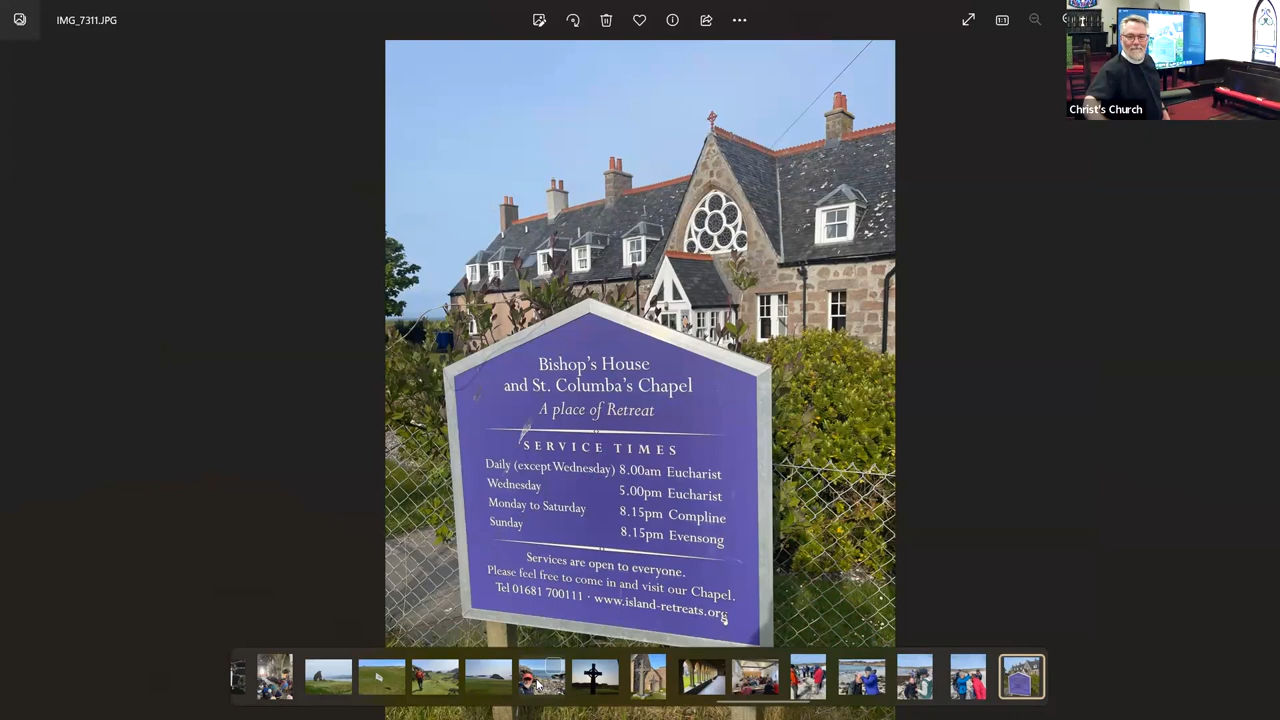 IMG_7311.JPG
1:1
Christ's Church
Bishop's House
and St. Columba's Chapel
A place of Retreat
SERVICE TIMES
Daily (except Wednesday) 8.00am Eucharist
Wednesday 5.00pm Eucharist
Monday to Saturday 8.15pm Compline
Sunday 8.15pm Evensong
Services are open to everyone.
Please feel free to come in and visit our Chapel.
Tel 01681 700111 · www.island-retreats.org